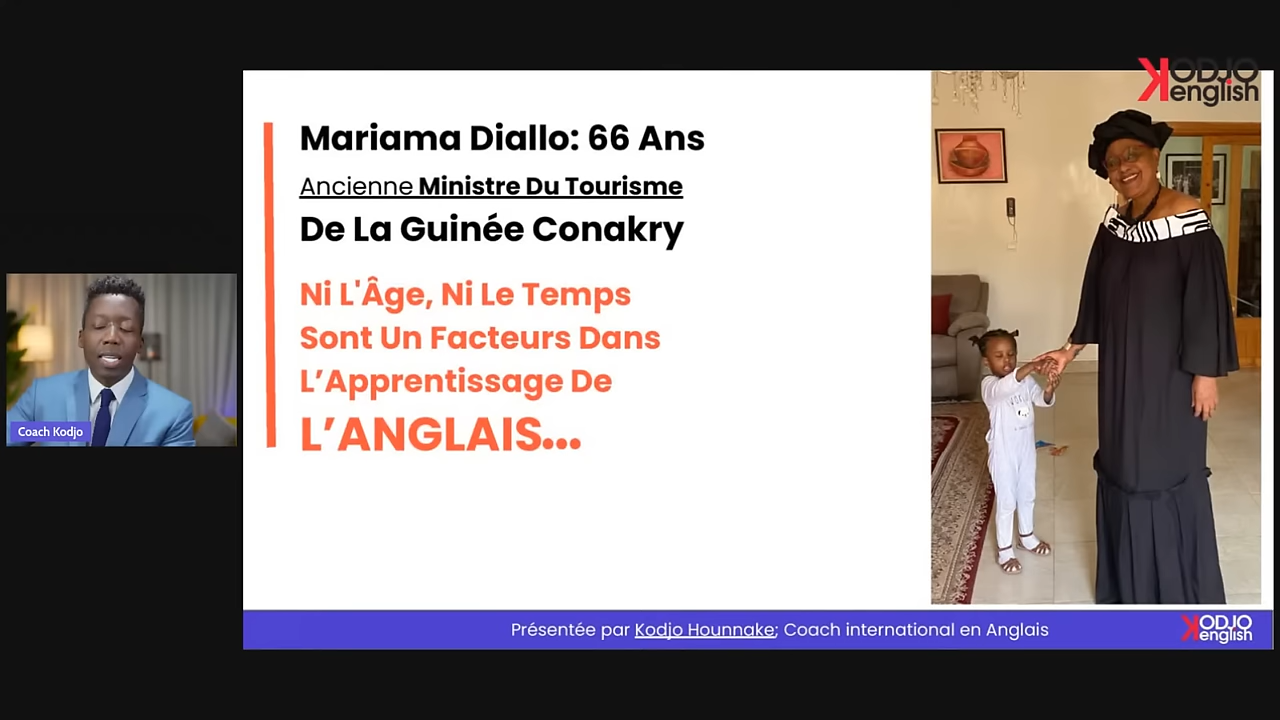 KODJO
english
Mariama Diallo: 66 Ans
Ancienne Ministre Du Tourisme
De La Guinée Conakry
Ni L'Âge, Ni Le Temps
Sont Un Facteurs Dans
L’Apprentissage De
L’ANGLAIS...
Coach Kodjo
Présentée par Kodjo Hounnake; Coach international en Anglais
KODJO
english